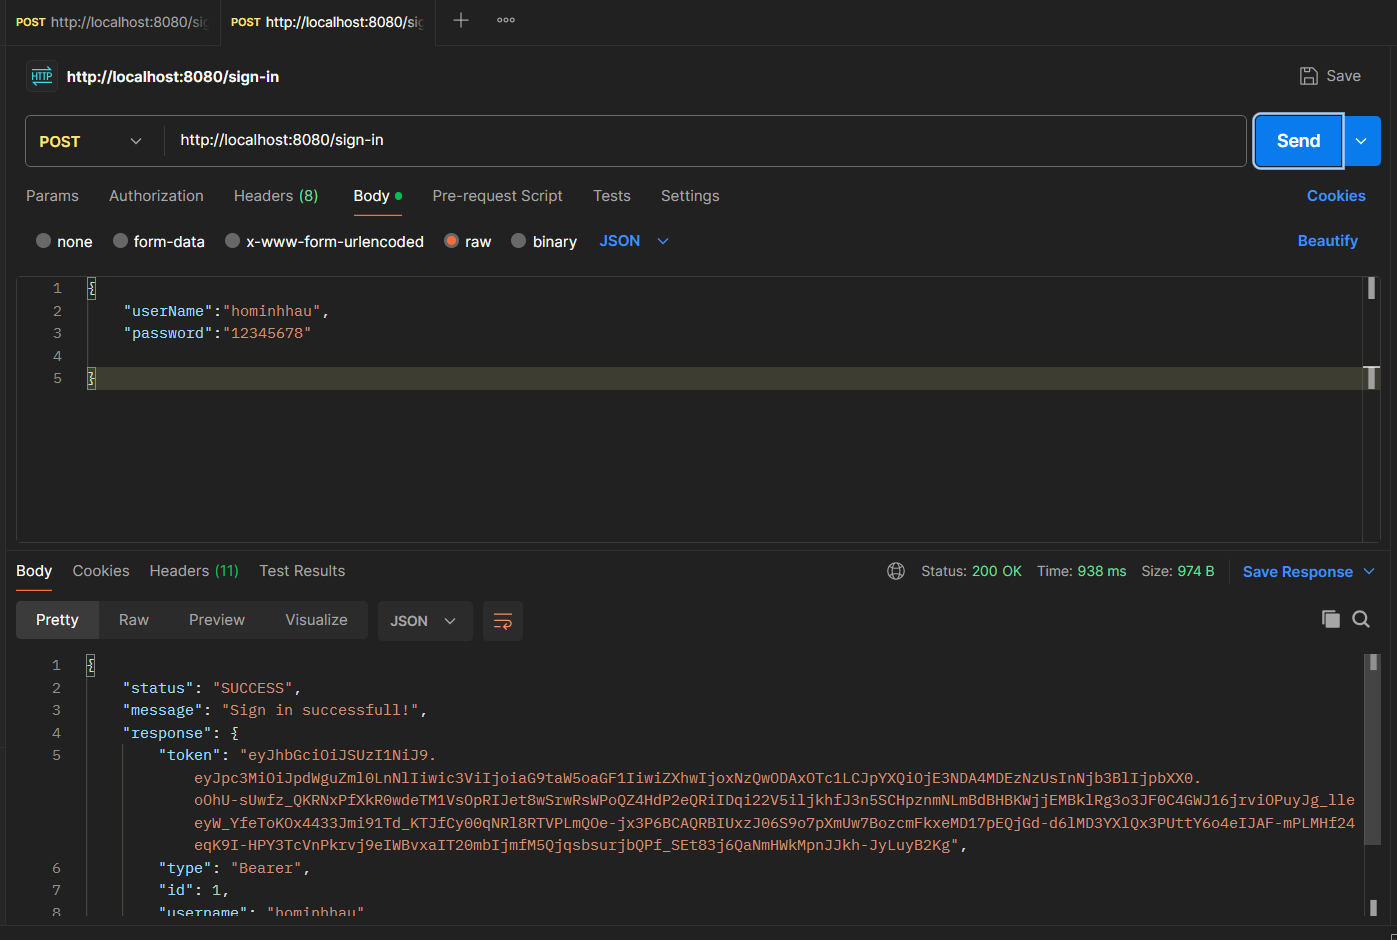 POST http://localhost:8080/sig POST http://localhost:8080/sig
HTTP http://localhost:8080/sign-in Save
POST http://localhost:8080/sign-in Send
Params Authorization Headers (8) Body Pre-request Script Tests Settings Cookies
none form-data x-www-form-urlencoded raw binary JSON Beautify
1 {
2 "userName":"hominhhau",
3 "password":"12345678"
4
5 }
Body Cookies Headers (11) Test Results Status: 200 OK Time: 938 ms Size: 974 B Save Response
Pretty Raw Preview Visualize JSON
1 {
2 "status": "SUCCESS",
3 "message": "Sign in successfull!",
4 "response": {
5 "token": "eyJhbGciOiJSUzI1NiJ9.
eyJpc3MiOiJpdWguZml0LnNlIiwic3ViIjoiaG9taW5oaGF1IiwiZXhwIjoxNzQwODAxOTc1LCJpYXQiOjE3NDA4MDEzNzUsInNjb3BlIjpbXX0.
oOhU-sUwfz_QKRNxPfXkR0wdeTM1VsOpRIJet8wSrwRsWPoQZ4HdP2eQRiIDqi22V5iljkhfJ3n5SCHpznmNLmBdBHBKWjjEMBklRg3o3JF0C4GWJ16jrviOPuyJg_lle
eyW_YfeToKOx4433Jmi91Td_KTJfCy00qNRl8RTVPLmQOe-jx3P6BCAQRBIUxzJ06S9o7pXmUw7BozcmFkxeMD17pEQjGd-d6lMD3YXlQx3PUttY6o4eIJAF-mPLMHf24
eqK9I-HPY3TcVnPkrvj9eIWBvxaIT20mbIjmfM5QjqsbsurjbQPf_SEt83j6QaNmHWkMpnJJkh-JyLuyB2Kg",
6 "type": "Bearer",
7 "id": 1,
8 "username": "hominhhau"